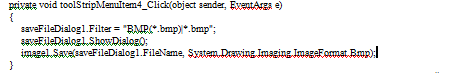 private void toolStripMenuItem4_Click(object sender, EventArgs e)
{
saveFileDialog1.Filter = "BMP(*.bmp)|*.bmp";
saveFileDialog1.ShowDialog();
image1.Save(saveFileDialog1.FileName, System.Drawing.Imaging.ImageFormat.Bmp);
}